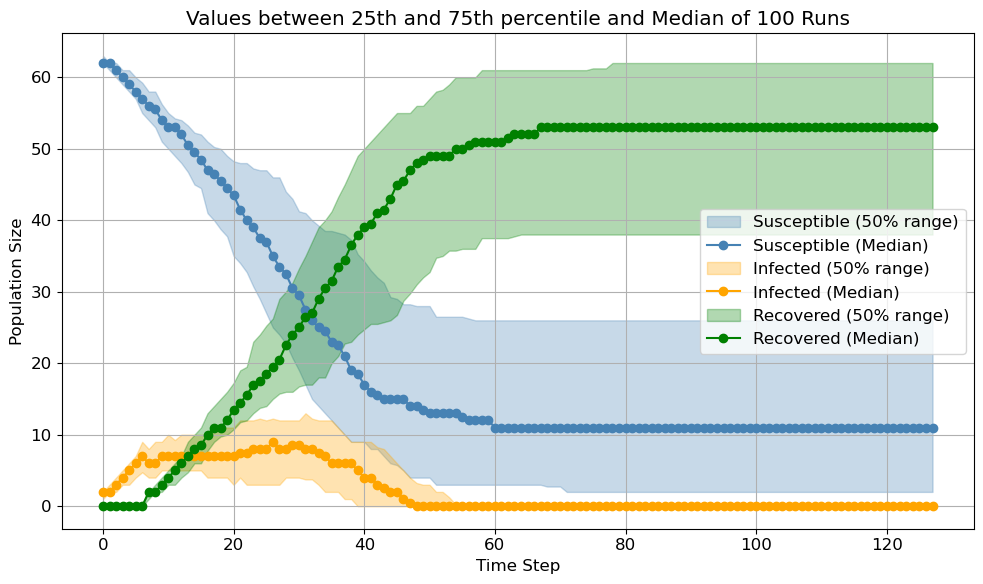 Values between 25th and 75th percentile and Median of 100 Runs
Population Size
60
50
40
30
20
10
0
Susceptible (50% range)
Susceptible (Median)
Infected (50% range)
Infected (Median)
Recovered (50% range)
Recovered (Median)
0 20 40 60 80 100 120
Time Step